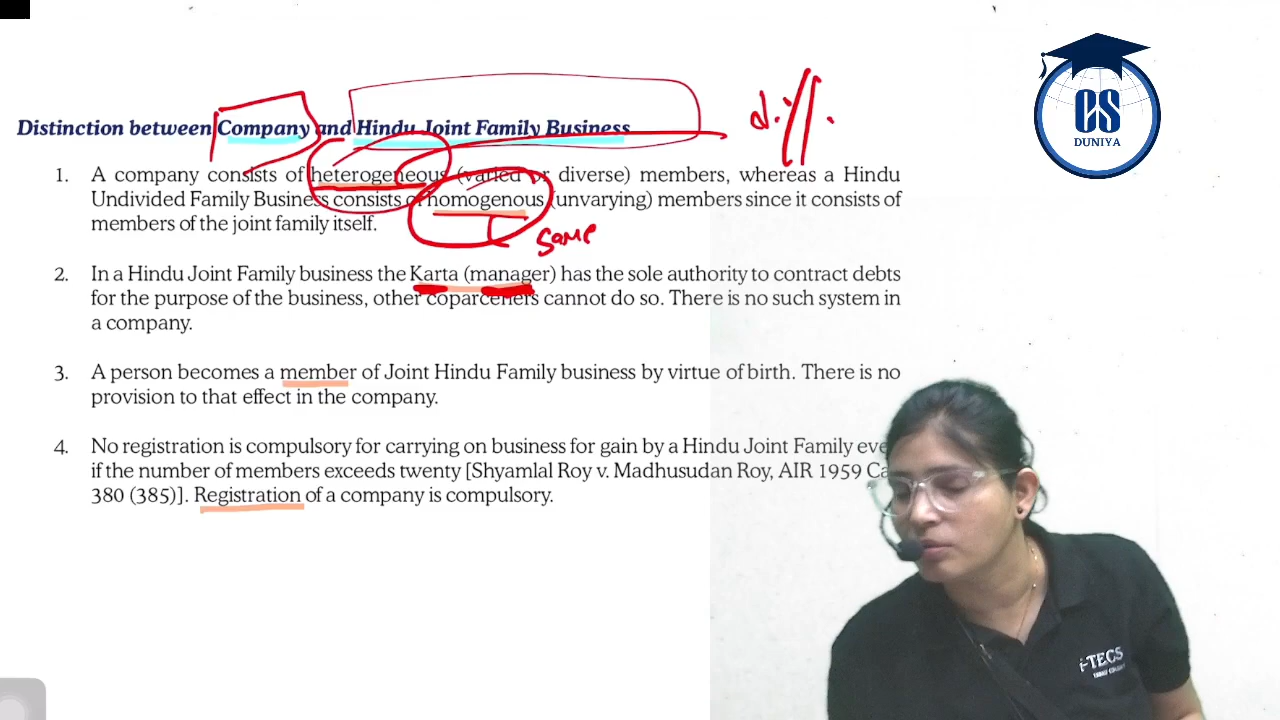 Distinction between Company and Hindu Joint Family Business
diff.
CS
DUNIYA
1. A company consists of heterogeneous (varied or diverse) members, whereas a Hindu
Undivided Family Business consists of homogenous (unvarying) members since it consists of
members of the joint family itself.
same
2. In a Hindu Joint Family business the Karta (manager) has the sole authority to contract debts
for the purpose of the business, other coparceners cannot do so. There is no such system in
a company.
3. A person becomes a member of Joint Hindu Family business by virtue of birth. There is no
provision to that effect in the company.
4. No registration is compulsory for carrying on business for gain by a Hindu Joint Family eve
if the number of members exceeds twenty [Shyamlal Roy v. Madhusudan Roy, AIR 1959 Ca
380 (385)]. Registration of a company is compulsory.
i-TECS